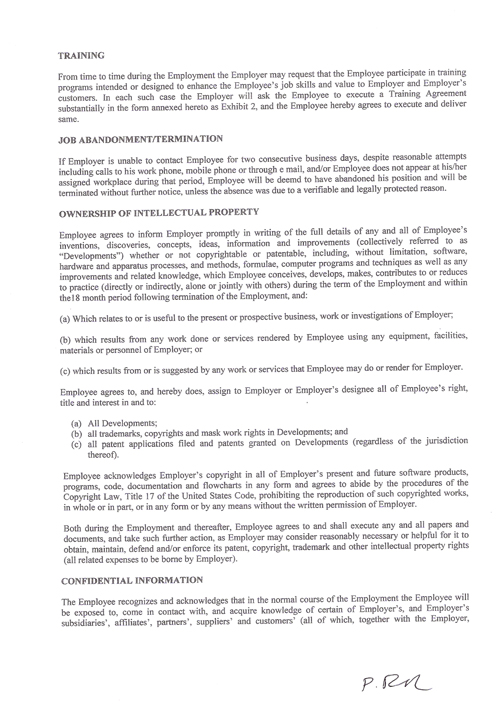 TRAINING
From time to time during the Employment the Employer may request that the Employee participate in training
programs intended or designed to enhance the Employee's job skills and value to Employer and Employer's
customers. In each such case the Employer will ask the Employee to execute a Training Agreement
substantially in the form annexed hereto as Exhibit 2, and the Employee hereby agrees to execute and deliver
same.
JOB ABANDONMENT/TERMINATION
If Employer is unable to contact Employee for two consecutive business days, despite reasonable attempts
including calls to his work phone, mobile phone or through e mail, and/or Employee does not appear at his/her
assigned workplace during that period, Employee will be deemed to have abandoned his position and will be
terminated without further notice, unless the absence was due to a verifiable and legally protected reason.
OWNERSHIP OF INTELLECTUAL PROPERTY
Employee agrees to inform Employer promptly in writing of the full details of any and all of Employee's
inventions, discoveries, concepts, ideas, information and improvements (collectively referred to as
"Developments") whether or not copyrightable or patentable, including, without limitation, software,
hardware and apparatus processes, and methods, formulae, computer programs and techniques as well as any
improvements and related knowledge, which Employee conceives, develops, makes, contributes to or reduces
to practice (directly or indirectly, alone or jointly with others) during the term of the Employment and within
the18 month period following termination of the Employment, and:
(a) Which relates to or is useful to the present or prospective business, work or investigations of Employer;
(b) which results from any work done or services rendered by Employee using any equipment, facilities,
materials or personnel of Employer; or
(c) which results from or is suggested by any work or services that Employee may do or render for Employer.
Employee agrees to, and hereby does, assign to Employer or Employer's designee all of Employee's right,
title and interest in and to:
(a) All Developments;
(b) all trademarks, copyrights and mask work rights in Developments; and
(c) all patent applications filed and patents granted on Developments (regardless of the jurisdiction
thereof).
Employee acknowledges Employer's copyright in all of Employer's present and future software products,
programs, code, documentation and flowcharts in any form and agrees to abide by the procedures of the
Copyright Law, Title 17 of the United States Code, prohibiting the reproduction of such copyrighted works,
in whole or in part, or in any form or by any means without the written permission of Employer.
Both during the Employment and thereafter, Employee agrees to and shall execute any and all papers and
documents, and take such further action, as Employer may consider reasonably necessary or helpful for it to
obtain, maintain, defend and/or enforce its patent, copyright, trademark and other intellectual property rights
(all related expenses to be borne by Employer).
CONFIDENTIAL INFORMATION
The Employee recognizes and acknowledges that in the normal course of the Employment the Employee will
be exposed to, come in contact with, and acquire knowledge of certain of Employer's, and Employer's
subsidiaries', affiliates', partners', suppliers' and customers' (all of which, together with the Employer,